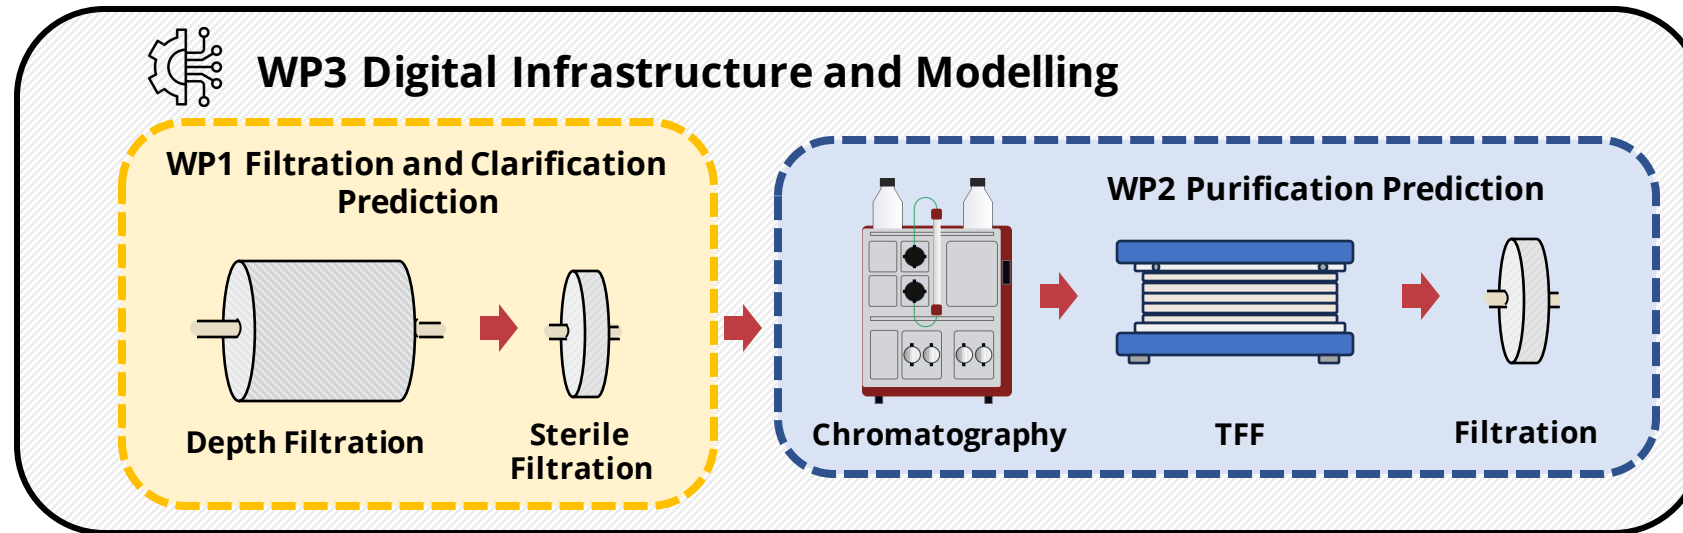 WP3 Digital Infrastructure and Modelling
WP1 Filtration and Clarification
Prediction
Depth Filtration
Sterile
Filtration
WP2 Purification Prediction
Chromatography
TFF
Filtration